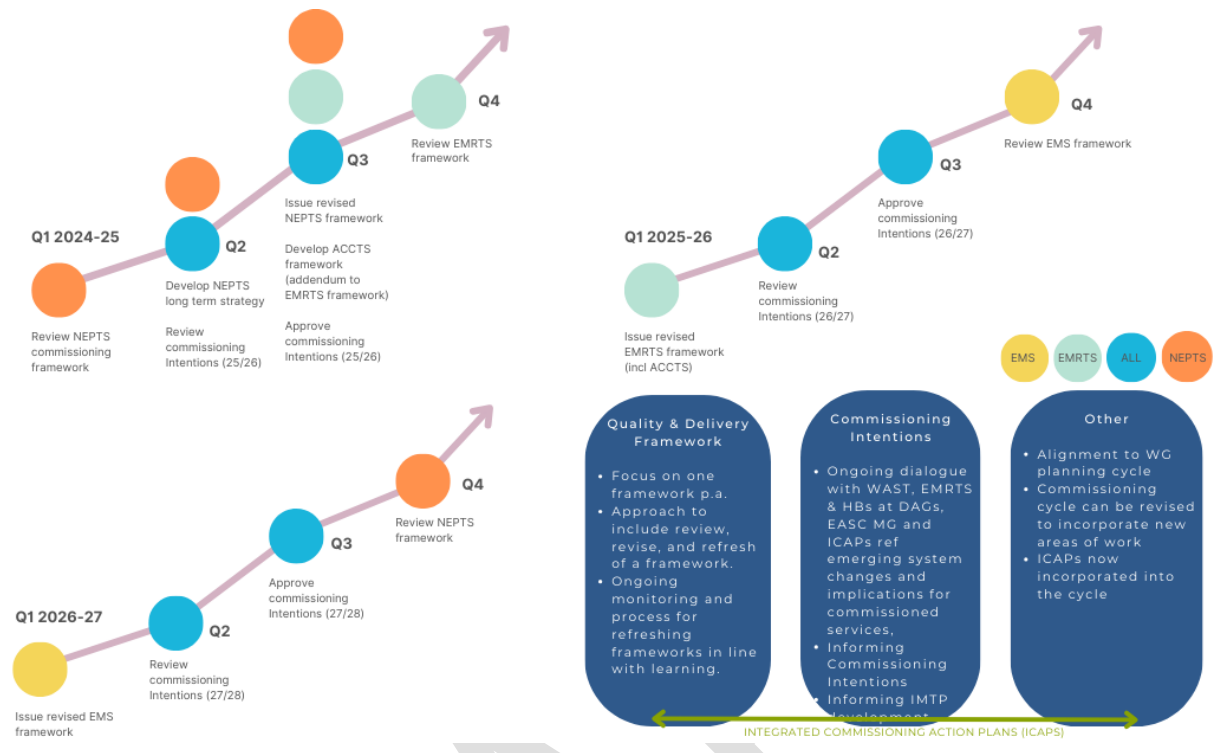 Q1 2024-25
Review NEPTS
commissioning
framework
Q2
Develop NEPTS
long term strategy
Review
commissioning
Intentions (25/26)
Q3
Issue revised
NEPTS framework
Develop ACCTS
framework
(addendum to
EMRTS framework)
Approve
commissioning
Intentions (25/26)
Q4
Review EMRTS
framework
Q1 2025-26
Issue revised
EMRTS framework
(incl ACCTS)
Q2
Review
commissioning
Intentions (26/27)
Q3
Approve
commissioning
Intentions (26/27)
Q4
Review EMS framework
EMS
EMRTS
ALL
NEPTS
Q1 2026-27
Issue revised EMS
framework
Q2
Review
commissioning
Intentions (27/28)
Q3
Approve
commissioning
Intentions (27/28)
Q4
Review NEPTS
framework
Quality & Delivery
Framework
• Focus on one
framework p.a.
• Approach to
include review,
revise, and refresh
of a framework.
• Ongoing
monitoring and
process for
refreshing
frameworks in line
with learning.
Commissioning
Intentions
• Ongoing dialogue
with WAST, EMRTS
& HBs at DAGs,
EASC MG and
ICAPs ref
emerging system
changes and
implications for
commissioned
services,
• Informing
Commissioning
Intentions
• Informing IMTP
development
Other
• Alignment to WG
planning cycle
• Commissioning
cycle can be revised
to incorporate new
areas of work
• ICAPs now
incorporated into
the cycle
INTEGRATED COMMISSIONING ACTION PLANS (ICAPS)